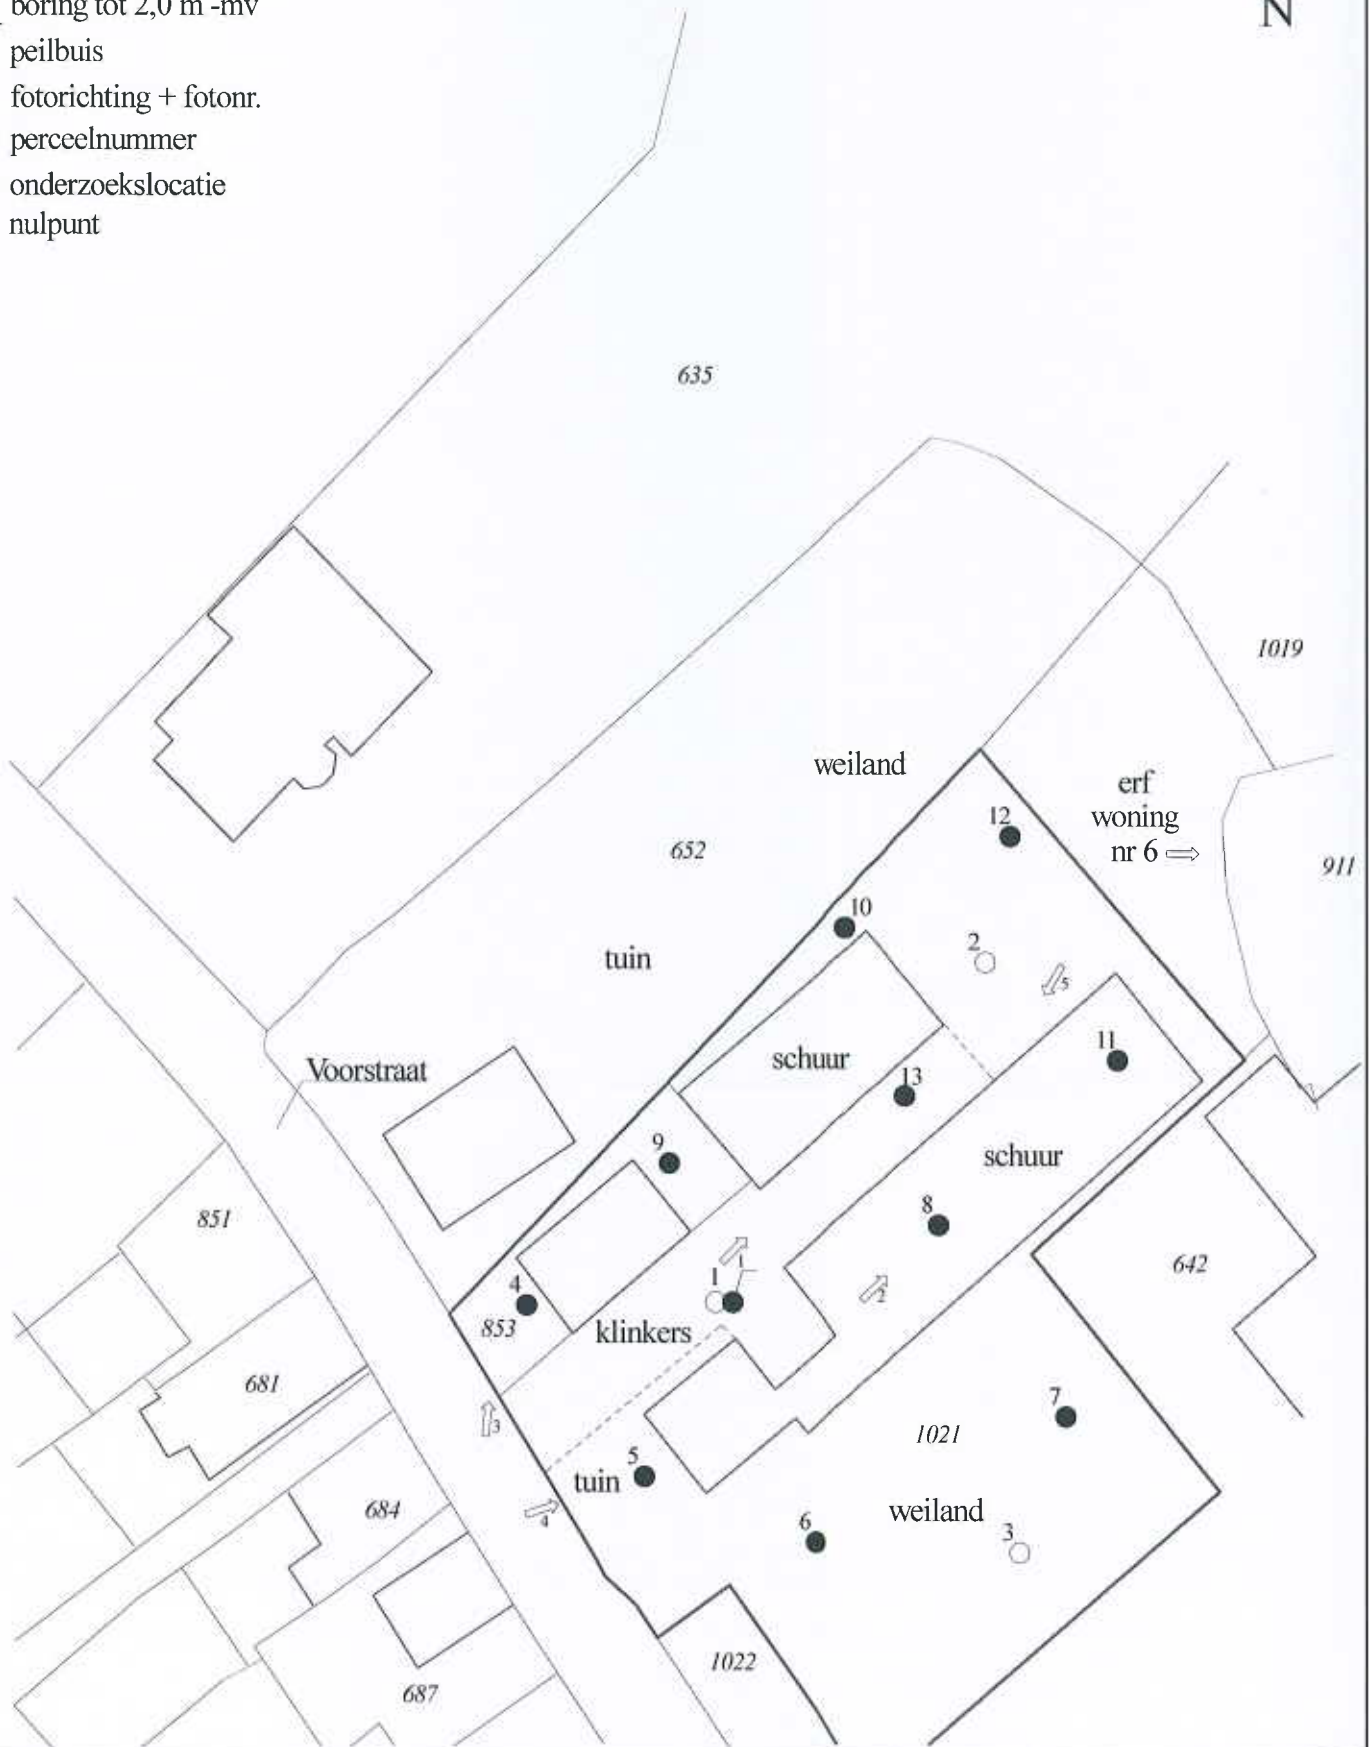 boring tot 2,0 m -mv
N
peilbuis
fotorichting + fotonr.
perceelnummer
onderzoekslocatie
nulpunt
635
1019
weiland
erf
woning
nr 6
12
652
911
10
2
tuin
5
11
schuur
Voorstraat
13
9
schuur
8
851
1
1
642
4
2
853
klinkers
681
7
3
1021
5
tuin
684
weiland
4
6
3
1022
687